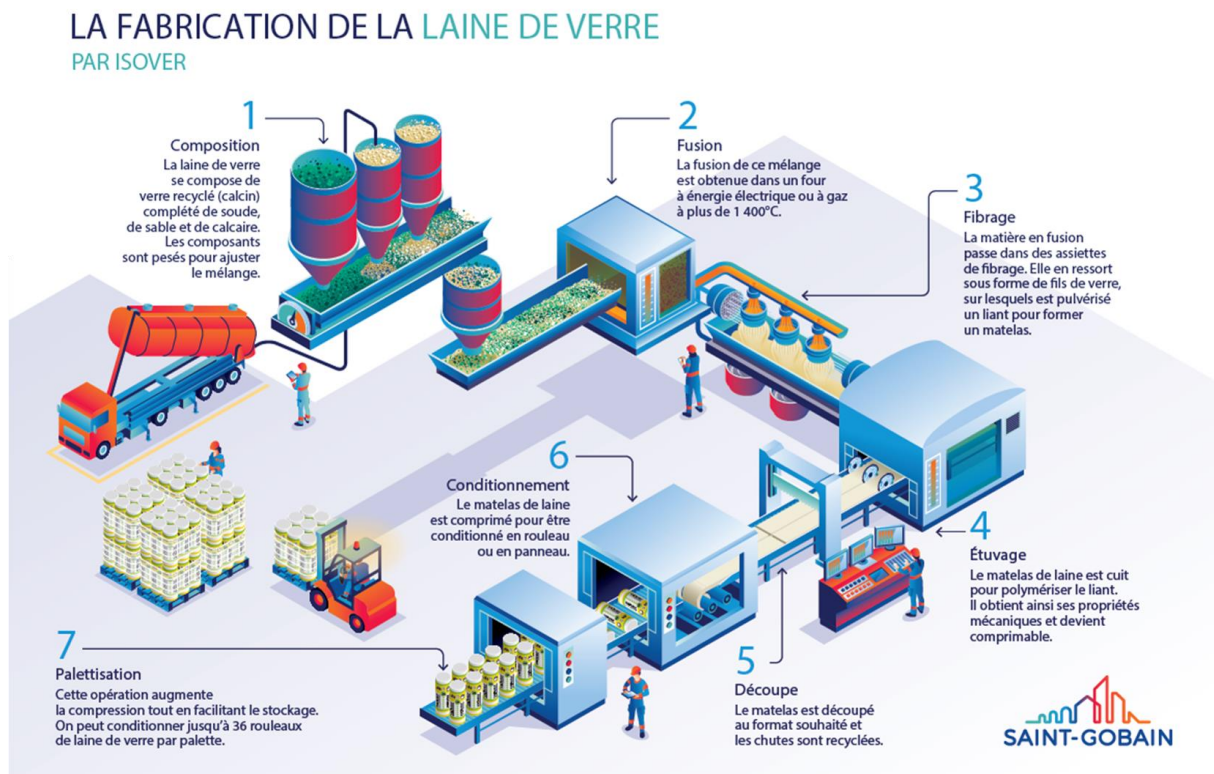 LA FABRICATION DE LA LAINE DE VERRE
PAR ISOVER
1
Composition
La laine de verre
se compose de
verre recyclé (calcin)
complété de soude,
de sable et de calcaire.
Les composants
sont pesés pour ajuster
le mélange.
2
Fusion
La fusion de ce mélange
est obtenue dans un four
à énergie électrique ou à gaz
à plus de 1 400°C.
3
Fibrage
La matière en fusion
passe dans des assiettes
de fibrage. Elle en ressort
sous forme de fils de verre,
sur lesquels est pulvérisé
un liant pour former
un matelas.
4
Étuvage
Le matelas de laine est cuit
pour polymériser le liant.
Il obtient ainsi ses propriétés
mécaniques et devient
comprimable.
5
Découpe
Le matelas est découpé
au format souhaité et
les chutes sont recyclées.
6
Conditionnement
Le matelas de laine
est comprimé pour être
conditionné en rouleau
ou en panneau.
7
Palettisation
Cette opération augmente
la compression tout en facilitant le stockage.
On peut conditionner jusqu'à 36 rouleaux
de laine de verre par palette.
SAINT-GOBAIN